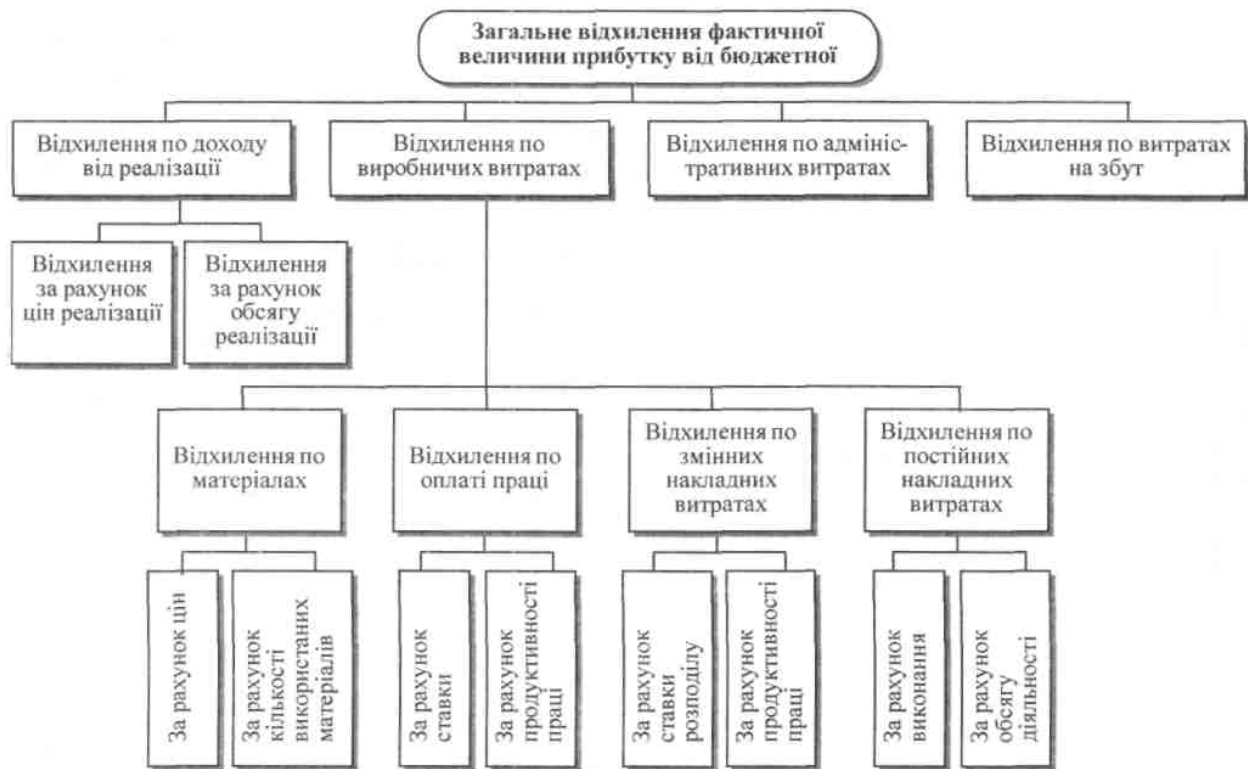 Загальне відхилення фактичної
величини прибутку від бюджетної
Відхилення по доходу
від реалізації
Відхилення по
виробничих витратах
Відхилення по адмініс-
тративних витратах
Відхилення по витратах
на збут
Відхилення
за рахунок
цін реалізації
Відхилення
за рахунок
обсягу
реалізації
Відхилення по
матеріалах
Відхилення по
оплаті праці
Відхилення по
змінних
накладних
витратах
Відхилення по
постійних
накладних
витратах
За рахунок цін
За рахунок
кількості
використаних
матеріалів
За рахунок
ставки
За рахунок
продуктивності
праці
За рахунок
ставки
розподілу
За рахунок
продуктивності
праці
За рахунок
виконання
За рахунок
обсягу
діяльності